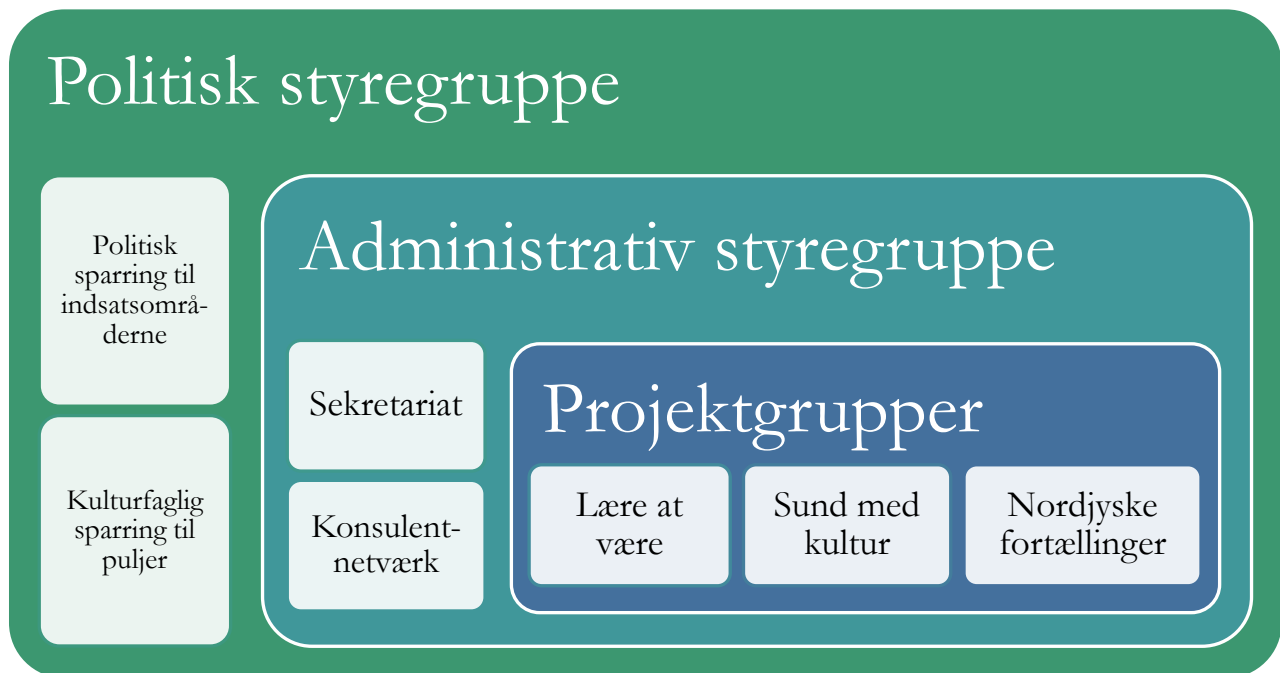 Politisk styregruppe
Politisk
sparring til
indsatsområ-
derne
Kulturfaglig
sparring til
puljer
Administrativ styregruppe
Sekretariat
Konsulent-
netværk
Projektgrupper
Lære at
være
Sund med
kultur
Nordjyske
fortællinger